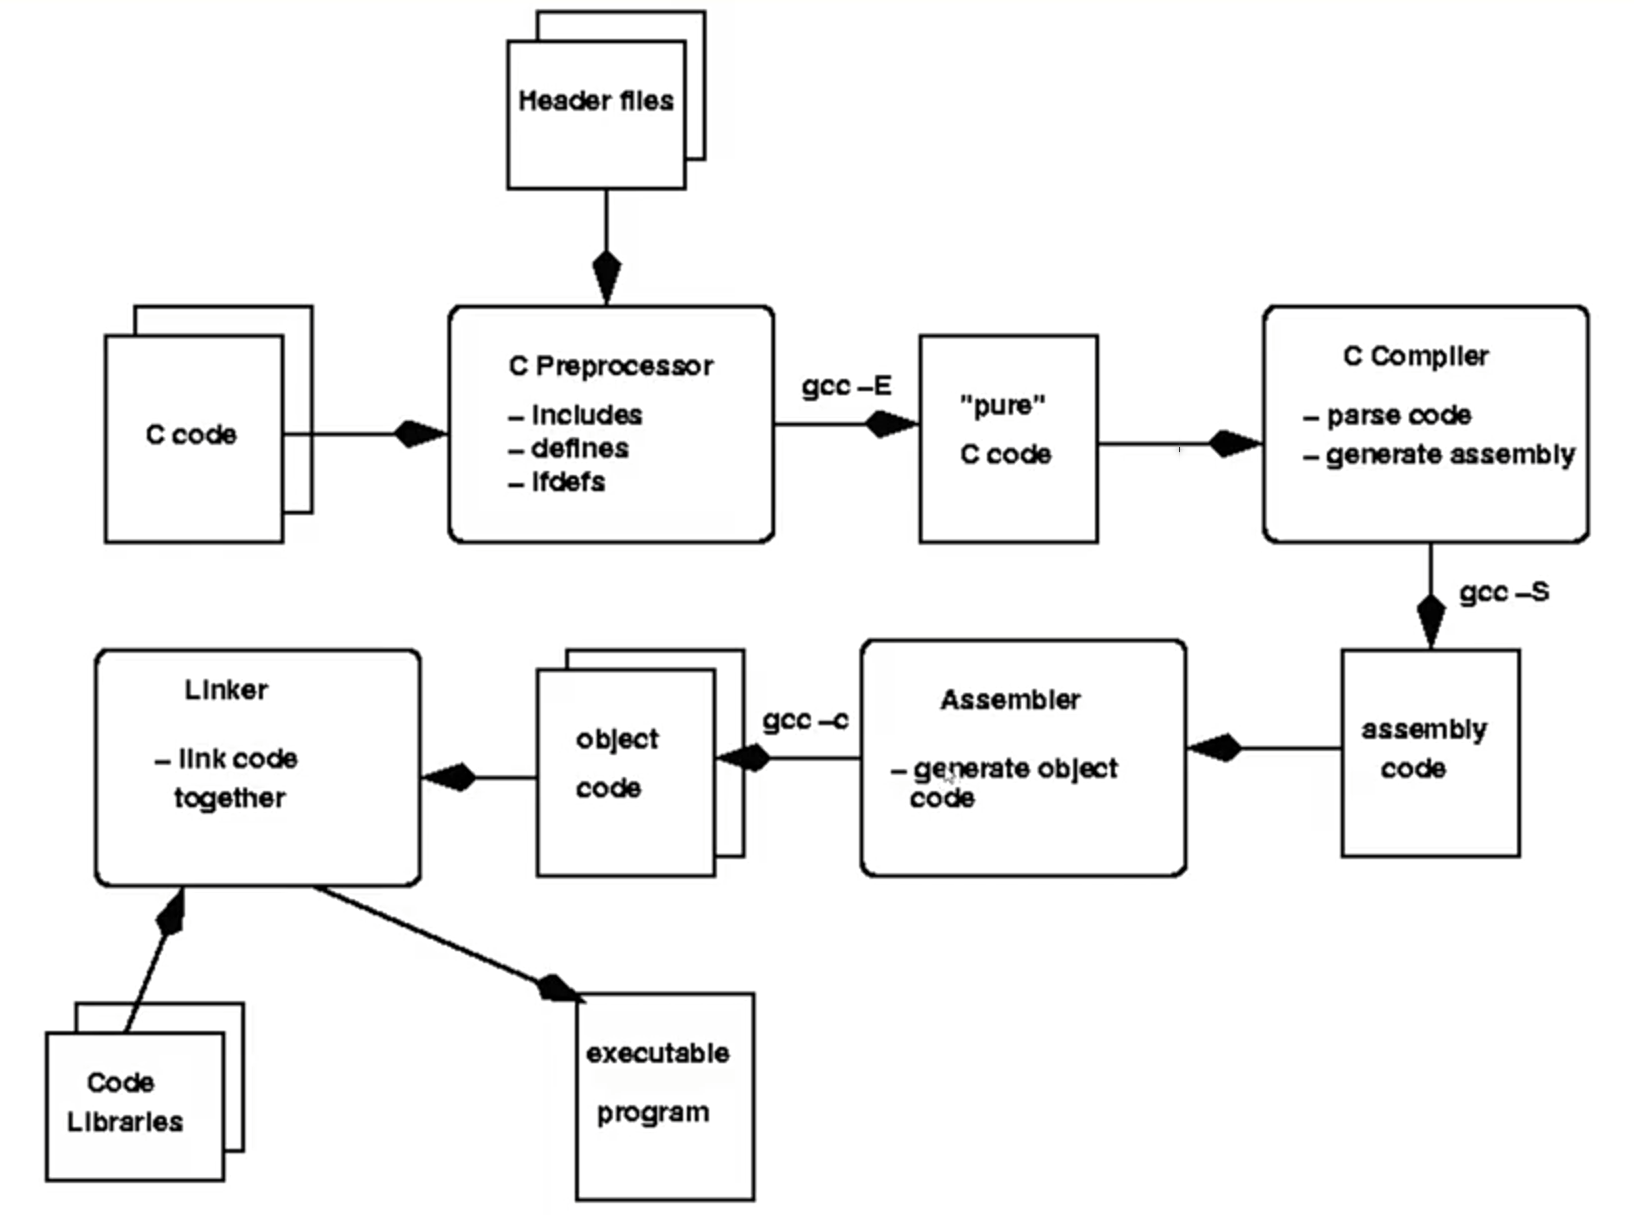 Header files
C code
C Preprocessor
– includes
– defines
– ifdefs
gcc –E
"pure"
C code
C Compiler
– parse code
– generate assembly
gcc –S
Linker
– link code
together
object
code
gcc –c
Assembler
– generate object
code
assembly
code
Code
Libraries
executable
program